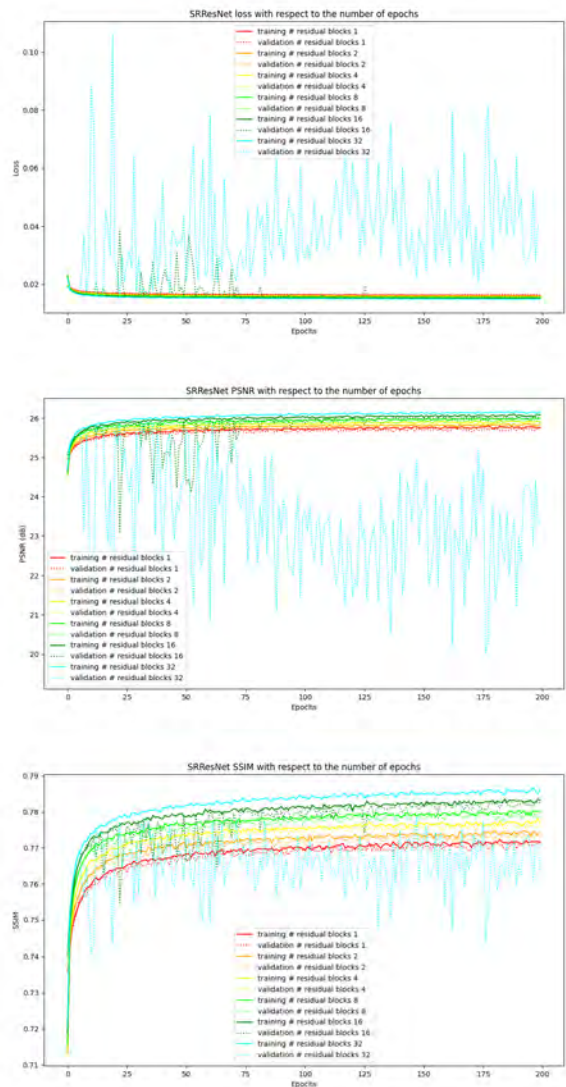 SRResNet loss with respect to the number of epochs
0.10
0.08
0.06
0.04
0.02
Loss
training # residual blocks 1
validation # residual blocks 1
training # residual blocks 2
validation # residual blocks 2
training # residual blocks 4
validation # residual blocks 4
training # residual blocks 8
validation # residual blocks 8
training # residual blocks 16
validation # residual blocks 16
training # residual blocks 32
validation # residual blocks 32
0 25 50 75 100 125 150 175 200
Epochs
SRResNet PSNR with respect to the number of epochs
26
25
24
23
22
21
20
PSNR (dB)
training # residual blocks 1
validation # residual blocks 1
training # residual blocks 2
validation # residual blocks 2
training # residual blocks 4
validation # residual blocks 4
training # residual blocks 8
validation # residual blocks 8
training # residual blocks 16
validation # residual blocks 16
training # residual blocks 32
validation # residual blocks 32
0 25 50 75 100 125 150 175 200
Epochs
SRResNet SSIM with respect to the number of epochs
0.79
0.78
0.77
0.76
0.75
0.74
0.73
0.72
0.71
SSIM
training # residual blocks 1
validation # residual blocks 1
training # residual blocks 2
validation # residual blocks 2
training # residual blocks 4
validation # residual blocks 4
training # residual blocks 8
validation # residual blocks 8
training # residual blocks 16
validation # residual blocks 16
training # residual blocks 32
validation # residual blocks 32
0 25 50 75 100 125 150 175 200
Epochs